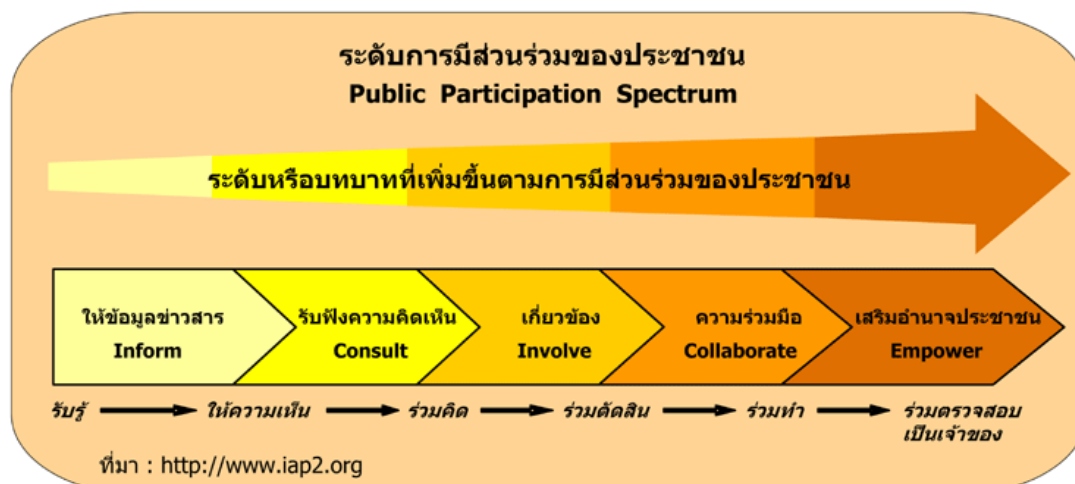 ระดับการมีส่วนร่วมของประชาชน
Public Participation Spectrum
ระดับหรือบทบาทที่เพิ่มขึ้นตามการมีส่วนร่วมของประชาชน
ให้ข้อมูลข่าวสาร
Inform
รับฟังความคิดเห็น
Consult
เกี่ยวข้อง
Involve
ความร่วมมือ
Collaborate
เสริมอำนาจประชาชน
Empower
รับรู้
ให้ความเห็น
ร่วมคิด
ร่วมตัดสิน
ร่วมทำ
ร่วมตรวจสอบ
เป็นเจ้าของ
ที่มา : http://www.iap2.org